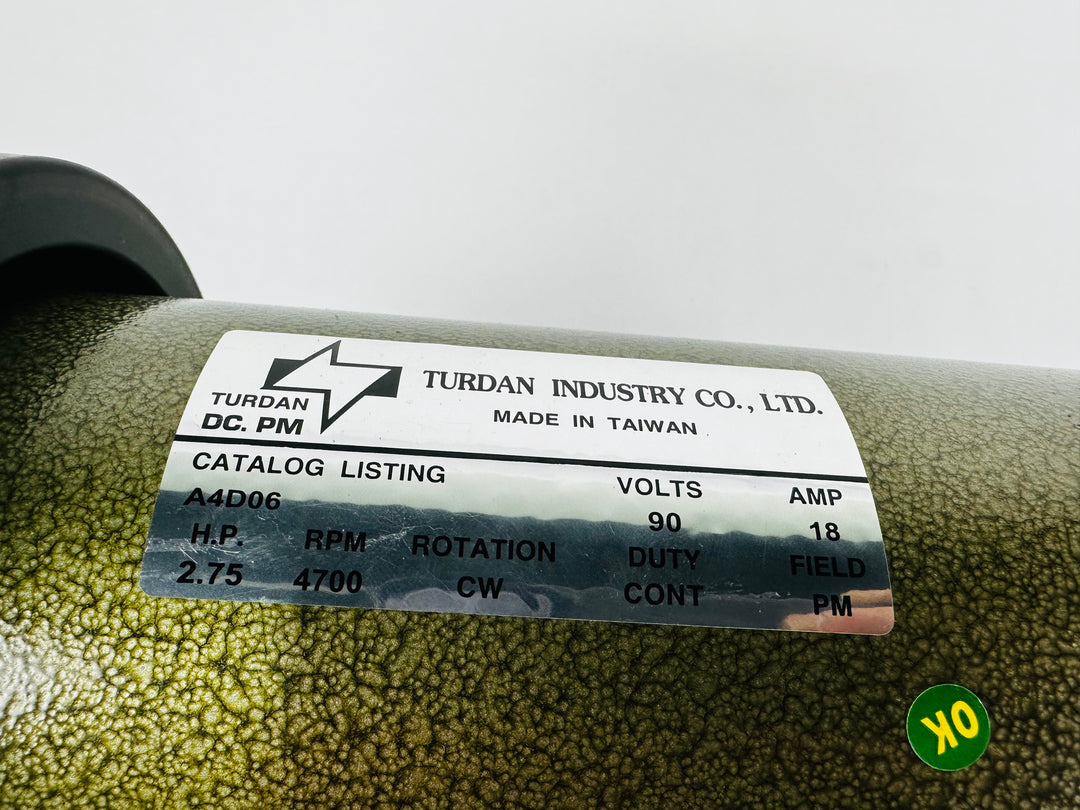 TURDAN
DC. PM
TURDAN INDUSTRY CO., LTD.
MADE IN TAIWAN
CATALOG LISTING VOLTS AMP
A4D06 90 18
H.P. RPM ROTATION DUTY FIELD
2.75 4700 CW CONT PM
OK